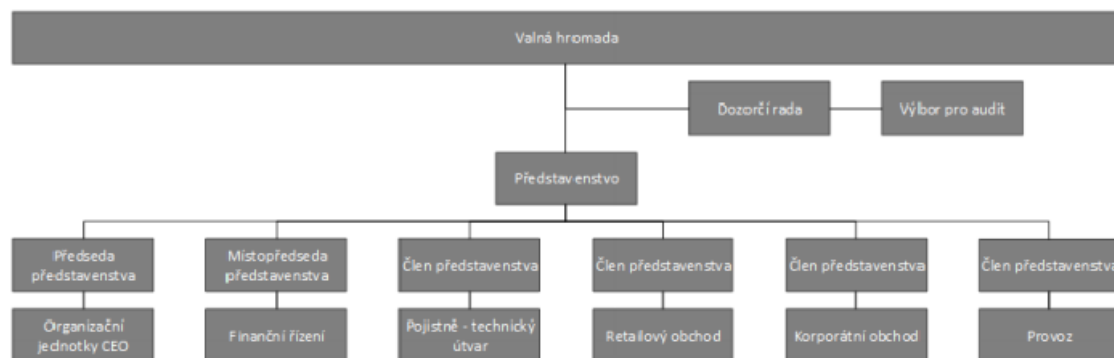 Valná hromada
Dozorčí rada
Výbor pro audit
Představenstvo
Předseda
představenstva
Místopředseda
představenstva
Člen představenstva
Člen představenstva
Člen představenstva
Člen představenstva
Organizační
jednotky CEO
Finanční řízení
Pojistně - technický
útvar
Retailový obchod
Korporátní obchod
Provoz